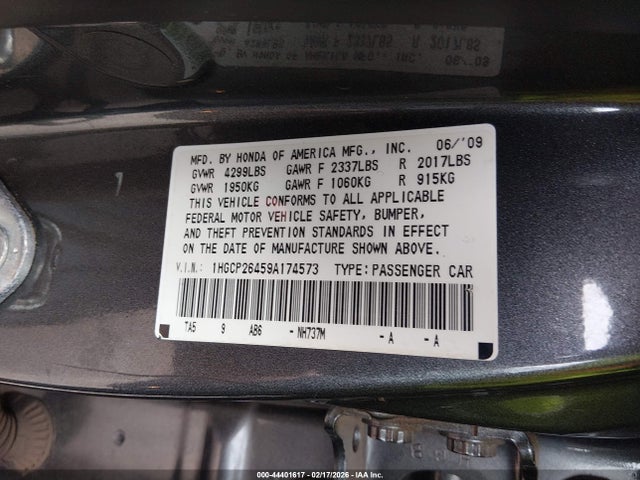 MFD. BY HONDA OF AMERICA MFG., INC. 06/'09
GVWR 4299LBS GAWR F 2337LBS R 2017LBS
GVWR 1950KG GAWR F 1060KG R 915KG
THIS VEHICLE CONFORMS TO ALL APPLICABLE
FEDERAL MOTOR VEHICLE SAFETY, BUMPER,
AND THEFT PREVENTION STANDARDS IN EFFECT
ON THE DATE OF MANUFACTURE SHOWN ABOVE.
V.I.N.: 1HGCP26459A174573 TYPE: PASSENGER CAR
TA5 9 AB6 - NH737M - A - A
000-44401617 - 02/17/2026 - IAA Inc.